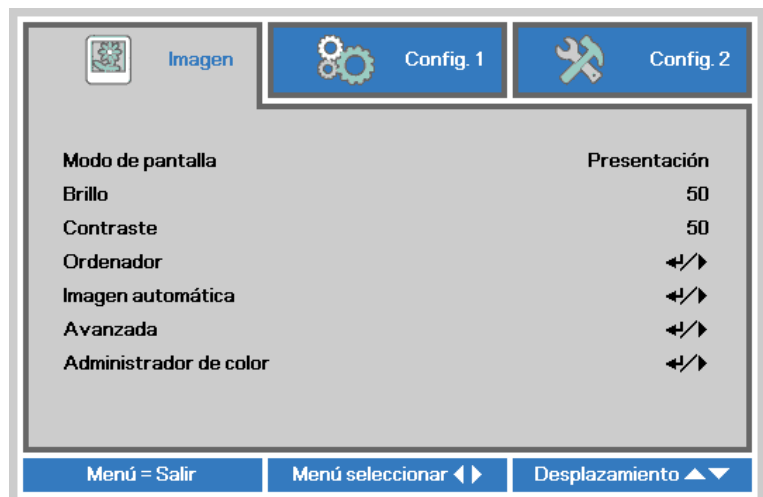 Imagen
Config. 1
Config. 2
Modo de pantalla Presentación
Brillo 50
Contraste 50
Ordenador ↵/▶
Imagen automática ↵/▶
Avanzada ↵/▶
Administrador de color ↵/▶
Menú = Salir
Menú seleccionar ◀ ▶
Desplazamiento ▲▼